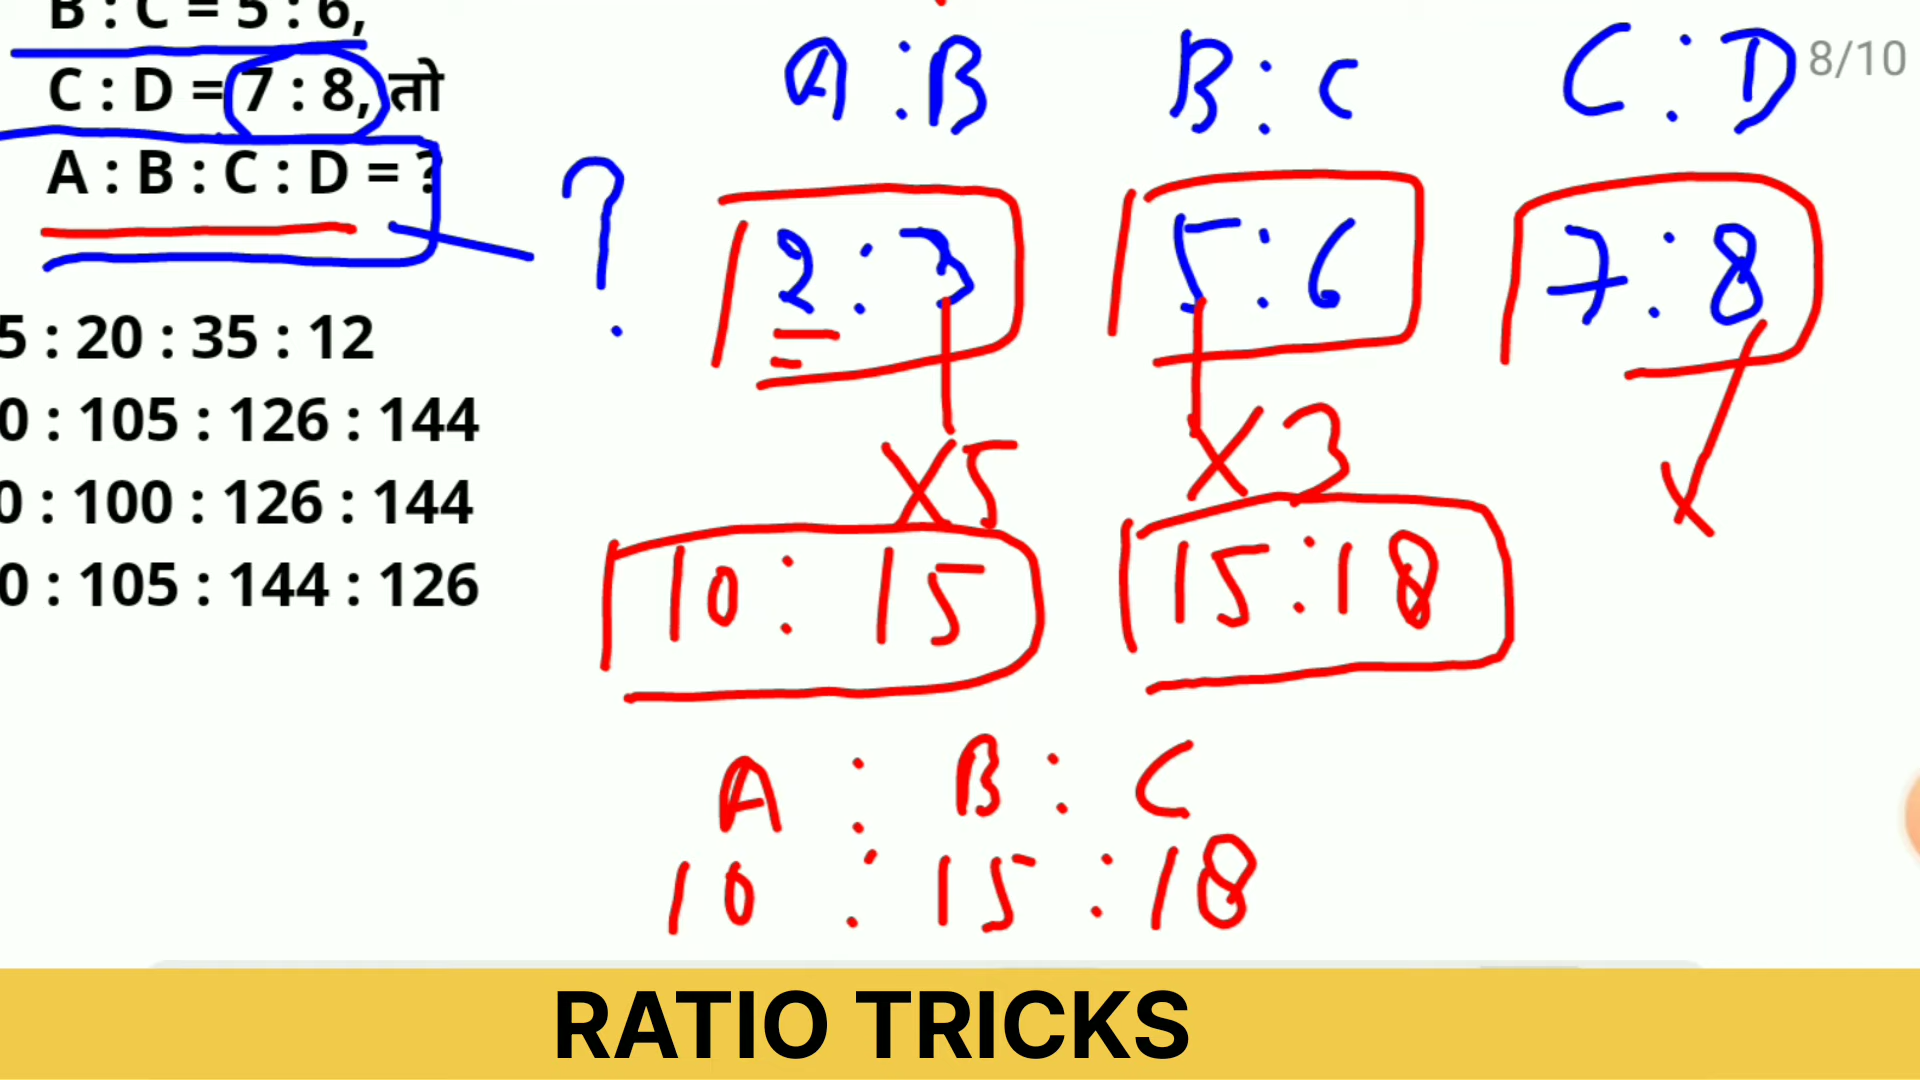 B : C = 5 : 6,
C : D = 7 : 8, तो
A : B : C : D = ?
5 : 20 : 35 : 12
0 : 105 : 126 : 144
0 : 100 : 126 : 144
0 : 105 : 144 : 126
?
A : B B : C C : D
8/10
2 : 3 5 : 6 7 : 8
X5 X3
10 : 15 15 : 18
A : B : C
10 : 15 : 18
RATIO TRICKS